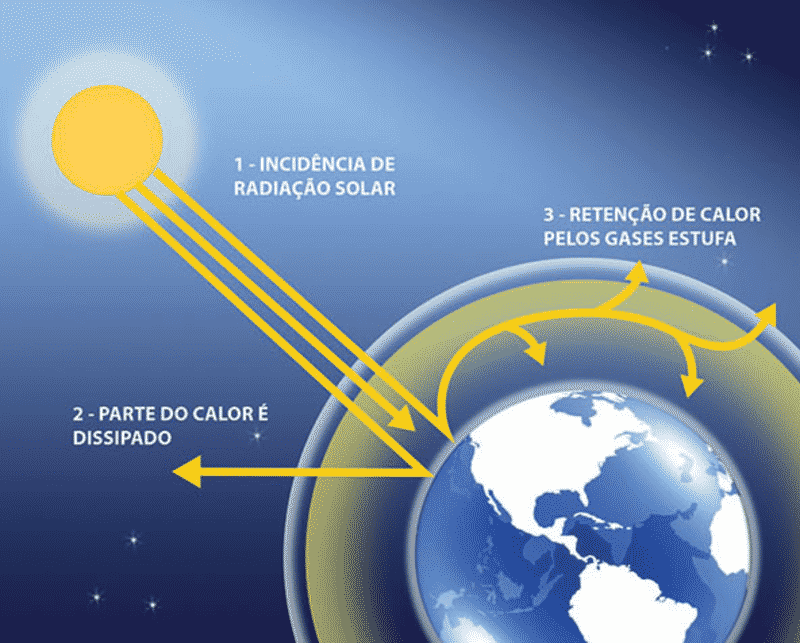 1 - INCIDÊNCIA DE
RADIAÇÃO SOLAR
3 - RETENÇÃO DE CALOR
PELOS GASES ESTUFA
2 - PARTE DO CALOR É
DISSIPADO